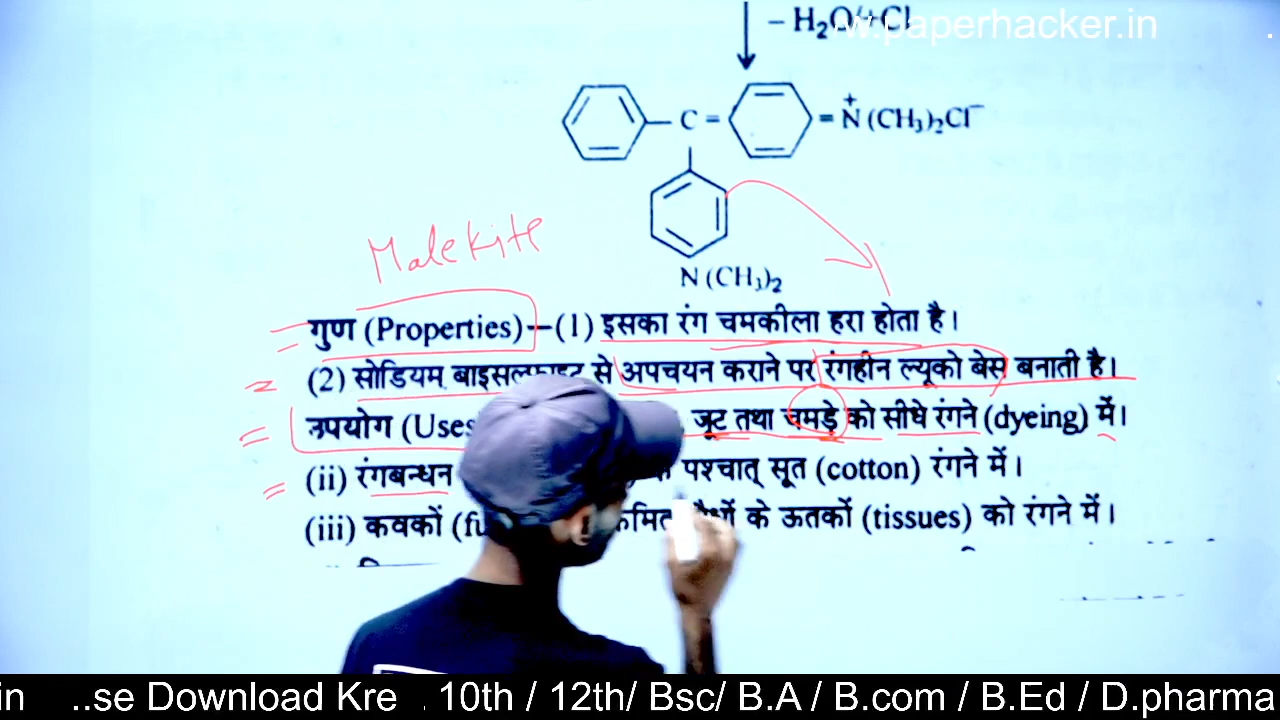 – H₂O/+Cl
w.paperhacker.in
C = = N⁺(CH₃)₂Cl⁻
N (CH₃)₂
Malekite
गुण (Properties)–(1) इसका रंग चमकीला हरा होता है।
(2) सोडियम बाइसल्फाइट से अपचयन कराने पर रंगहीन ल्यूको बेस बनाती है।
उपयोग (Uses जूट तथा चमड़े को सीधे रंगने (dyeing) में।
(ii) रंगबन्धन पश्चात् सूत (cotton) रंगने में।
(iii) कवकों (fu के ऊतकों (tissues) को रंगने में।
in ..se Download Kre . 10th / 12th/ Bsc/ B.A / B.com / B.Ed / D.pharma